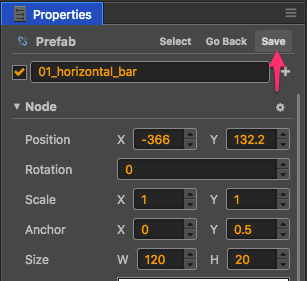 Properties
Prefab Select Go Back Save
01_horizontal_bar
Node
Position X -366 Y 132.2
Rotation 0
Scale X 1 Y 1
Anchor X 0 Y 0.5
Size W 120 H 20